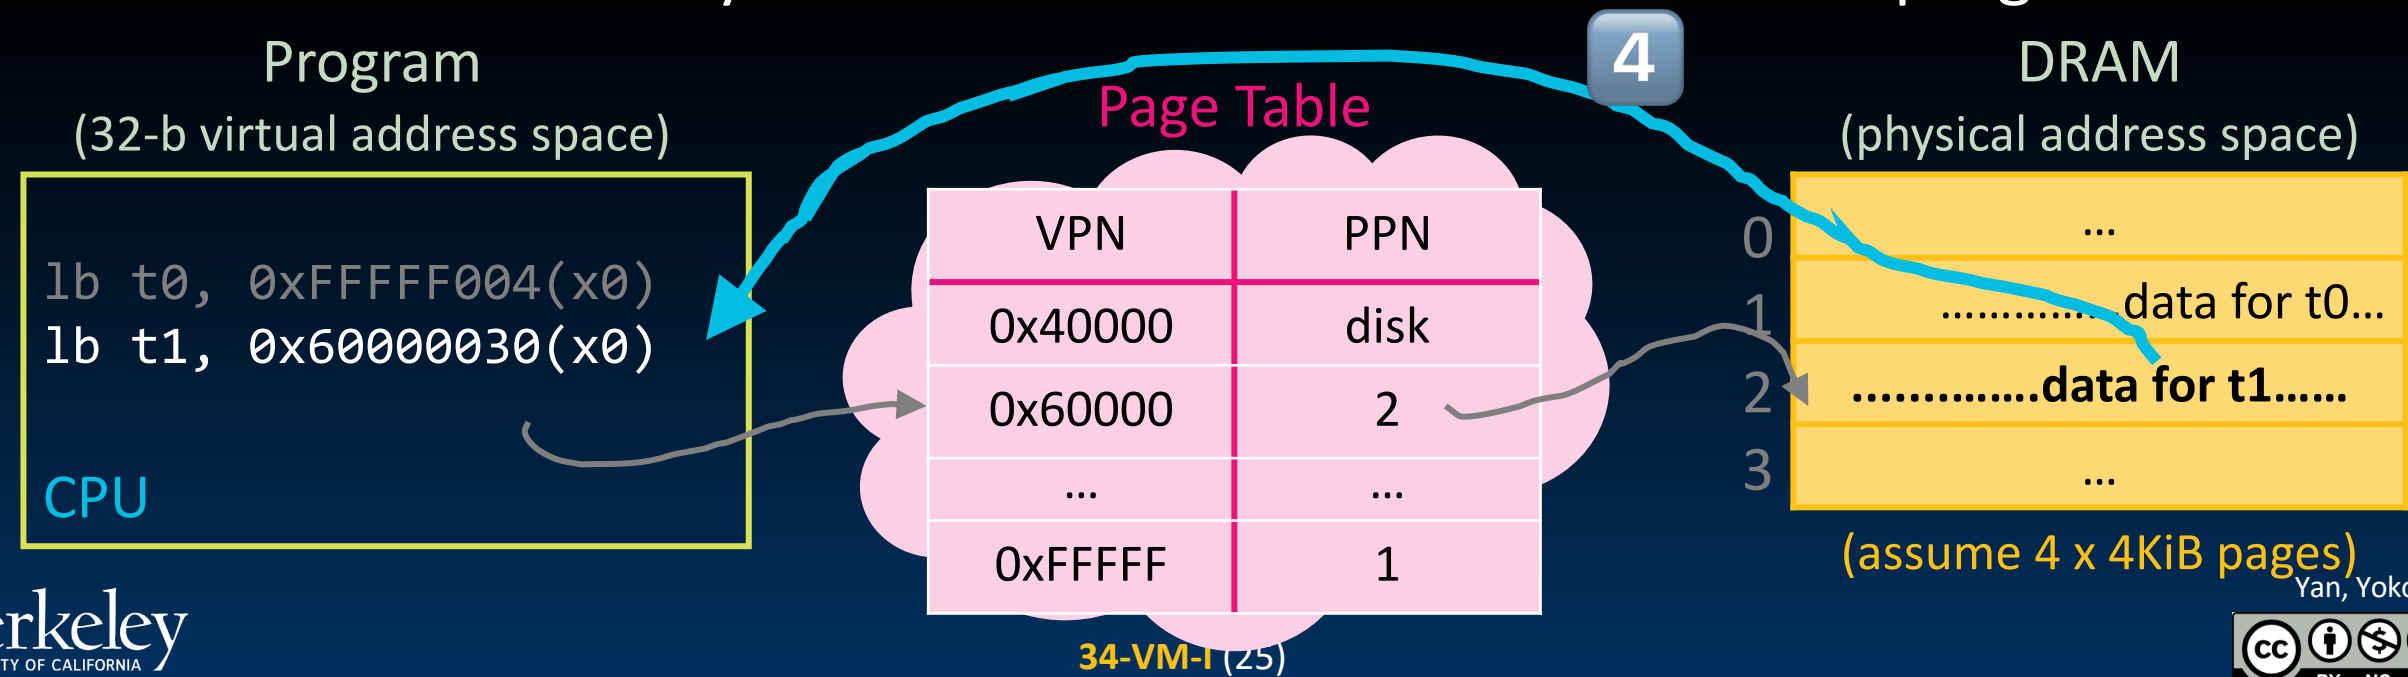 4
Program
(32-b virtual address space)
lb t0, 0xFFFFF004(x0)
lb t1, 0x60000030(x0)
CPU
Page Table
VPN PPN
0x40000 disk
0x60000 2
… …
0xFFFFF 1
DRAM
(physical address space)
0 …
1 ...............data for t0…
2 ..............data for t1......
3 …
(assume 4 x 4KiB pages)
Yan,
34-VM-I (25)
TY OF CALIFORNIA
cc